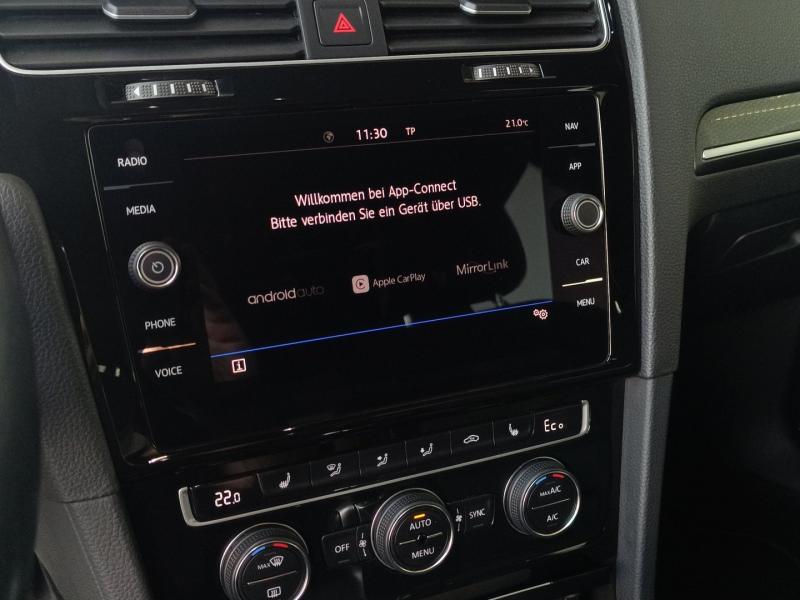 11:30 TP 21.0°C
NAV
RADIO
APP
MEDIA
Willkommen bei App-Connect
Bitte verbinden Sie ein Gerät über USB.
CAR
androidauto
Apple CarPlay
MirrorLink
MENU
PHONE
VOICE
Eco
22.0
MAX A/C
A/C
AUTO
MENU
SYNC
OFF
MAX